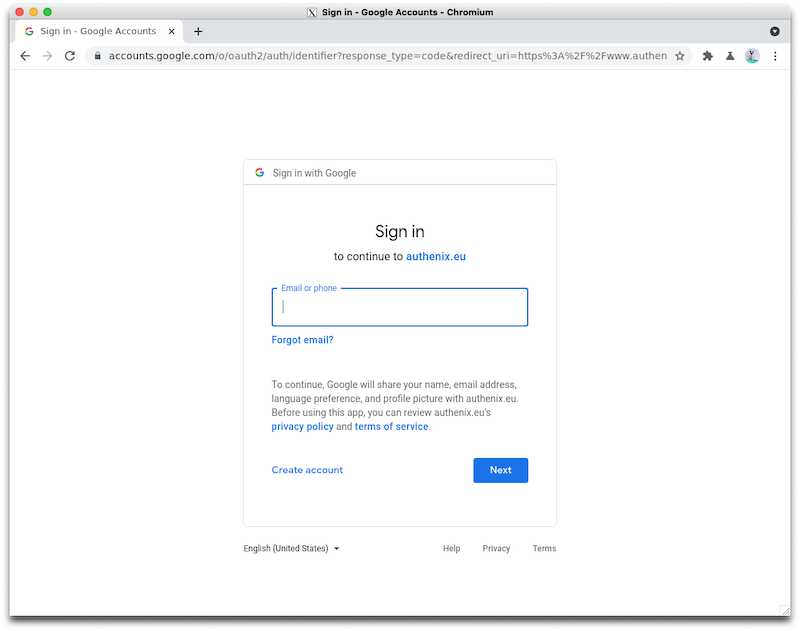 Sign in - Google Accounts - Chromium
Sign in - Google Accounts
accounts.google.com/o/oauth2/auth/identifier?response_type=code&redirect_uri=https%3A%2F%2Fwww.authen
Sign in with Google
Sign in
to continue to authenix.eu
Email or phone
Forgot email?
To continue, Google will share your name, email address,
language preference, and profile picture with authenix.eu.
Before using this app, you can review authenix.eu's
privacy policy and terms of service.
Create account
Next
English (United States)
Help
Privacy
Terms